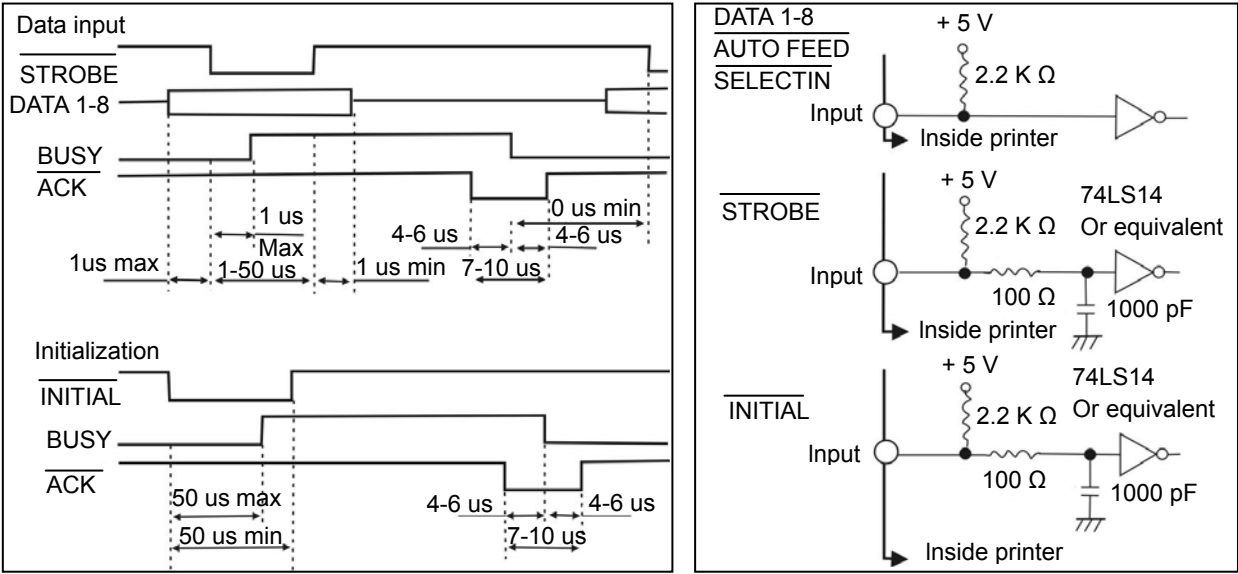 Data input
STROBE
DATA 1-8
BUSY
ACK
1 us
Max
0 us min
4-6 us
4-6 us
1us max
1-50 us
1 us min
7-10 us
Initialization
INITIAL
BUSY
ACK
50 us max
50 us min
4-6 us
4-6 us
7-10 us
DATA 1-8
AUTO FEED
SELECTIN
+ 5 V
2.2 K Ω
Input
Inside printer
STROBE
+ 5 V
2.2 K Ω
74LS14
Or equivalent
Input
100 Ω
1000 pF
Inside printer
INITIAL
+ 5 V
2.2 K Ω
74LS14
Or equivalent
Input
100 Ω
1000 pF
Inside printer